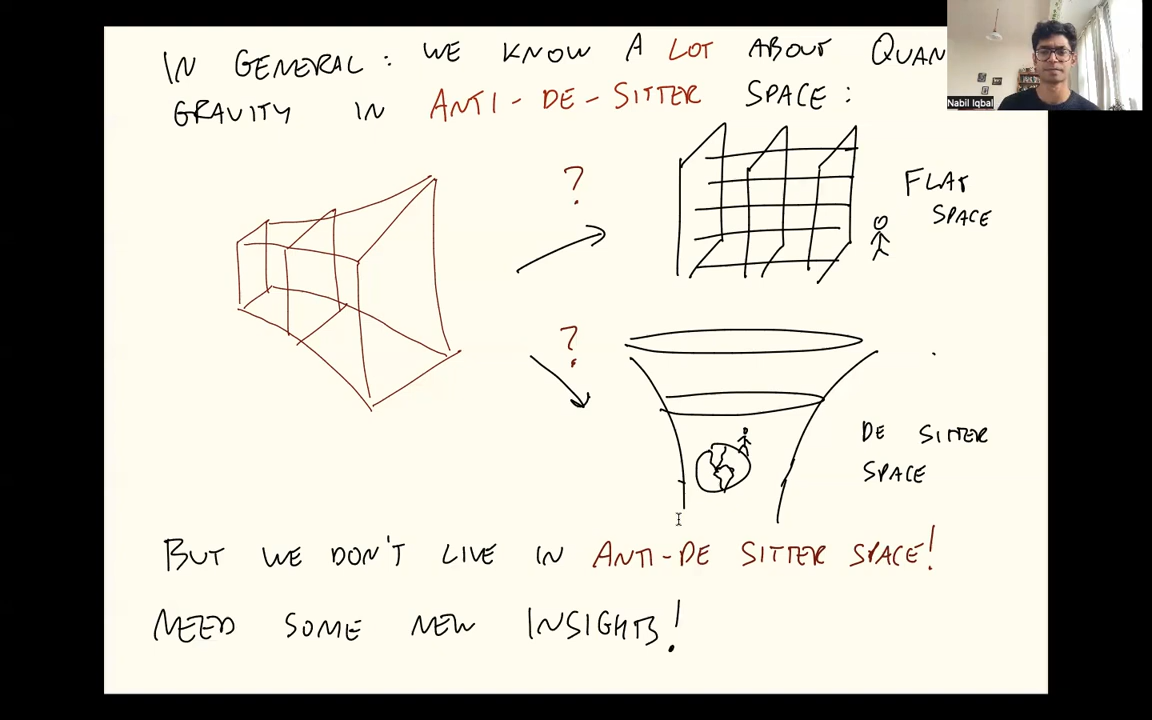 IN GENERAL: WE KNOW A LOT ABOUT QUAN
GRAVITY IN ANTI-DE-SITTER SPACE:
Nabil Iqbal
?
FLAT
SPACE
?
DE SITTER
SPACE
BUT WE DON'T LIVE IN ANTI-DE SITTER SPACE!
NEED SOME NEW INSIGHTS!